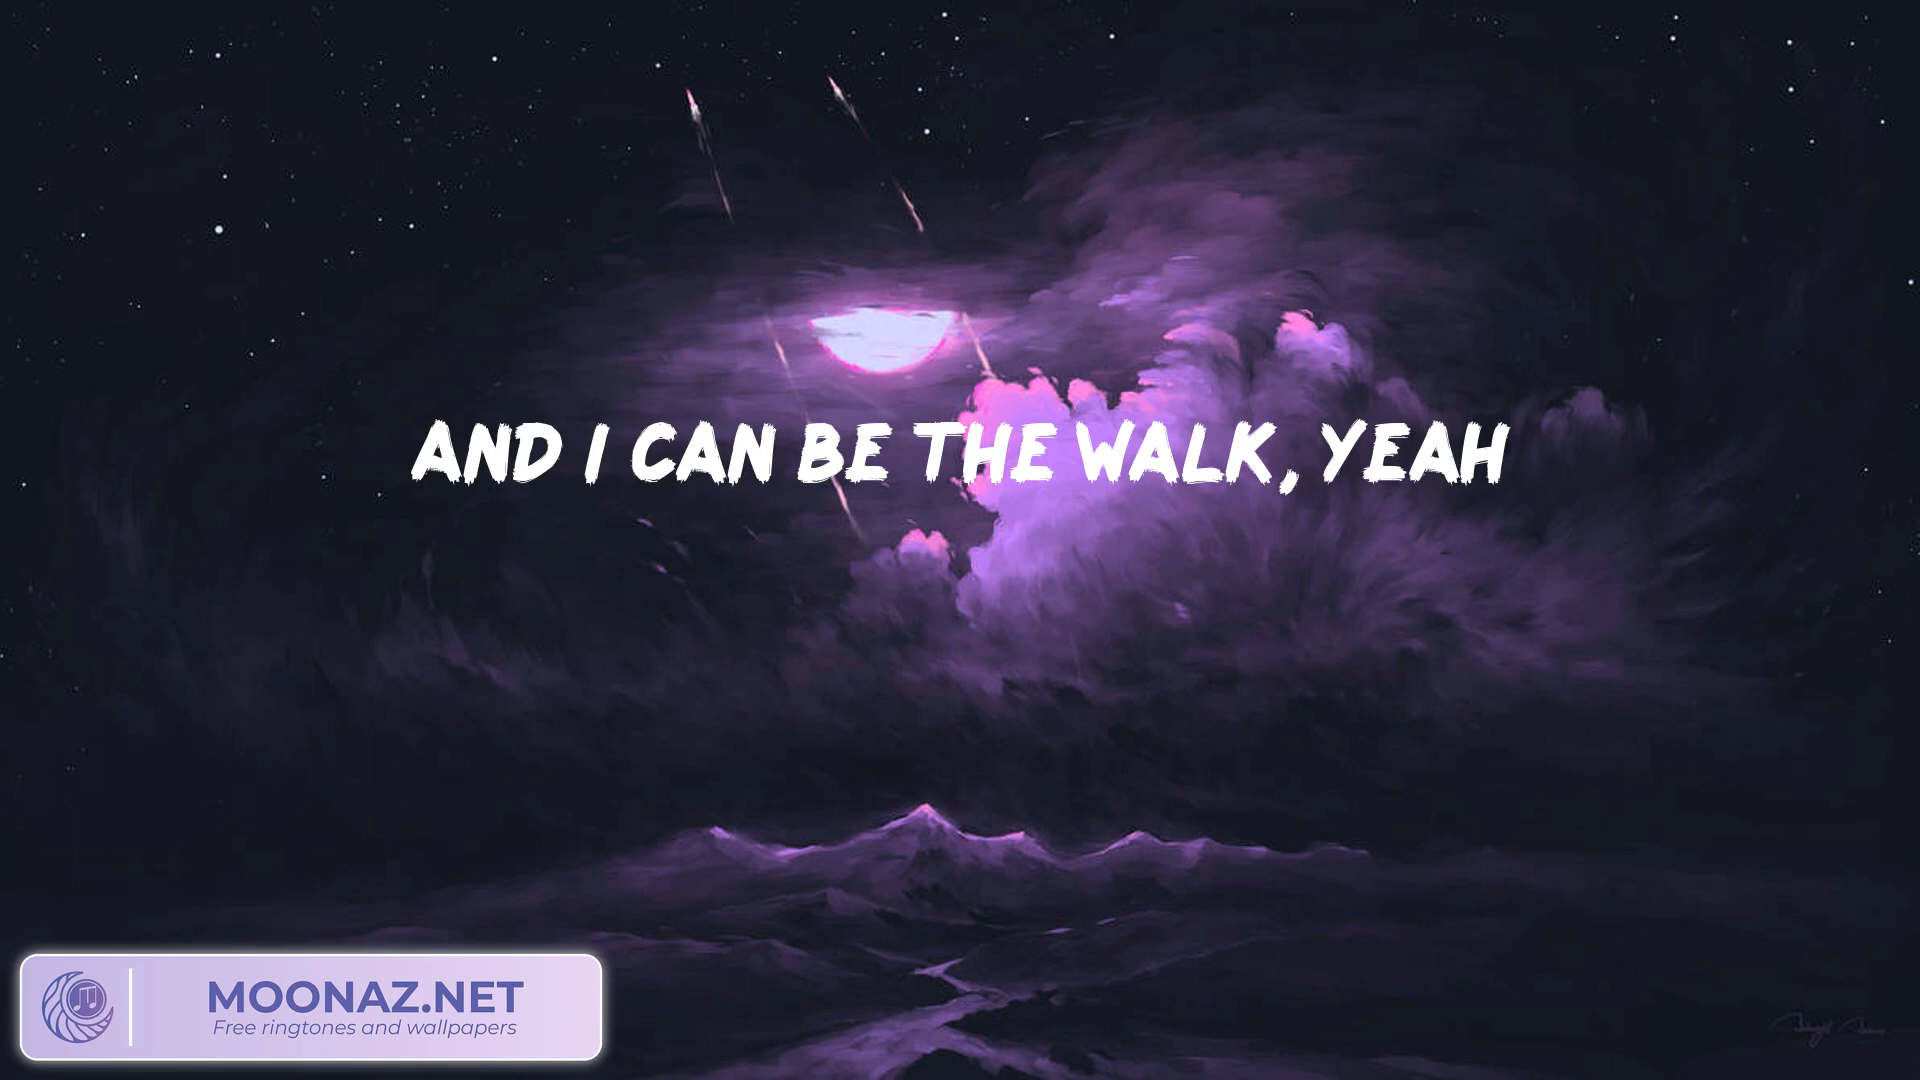 AND I CAN BE THE WALK, YEAH
MOONAZ.NET
Free ringtones and wallpapers